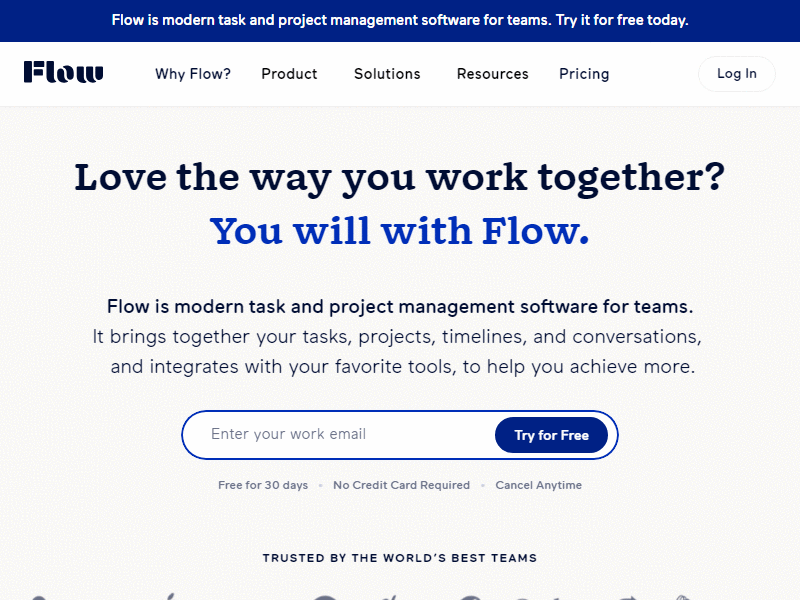 Flow is modern task and project management software for teams. Try it for free today.
Flow Why Flow? Product Solutions Resources Pricing Log In
Love the way you work together?
You will with Flow.
Flow is modern task and project management software for teams.
It brings together your tasks, projects, timelines, and conversations,
and integrates with your favorite tools, to help you achieve more.
Enter your work email Try for Free
Free for 30 days • No Credit Card Required • Cancel Anytime
TRUSTED BY THE WORLD'S BEST TEAMS